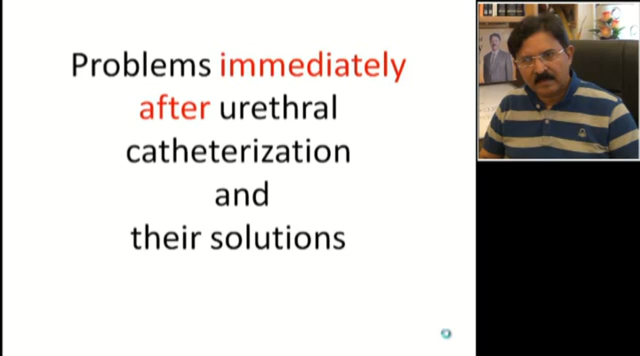 Problems immediately
after urethral
catheterization
and
their solutions